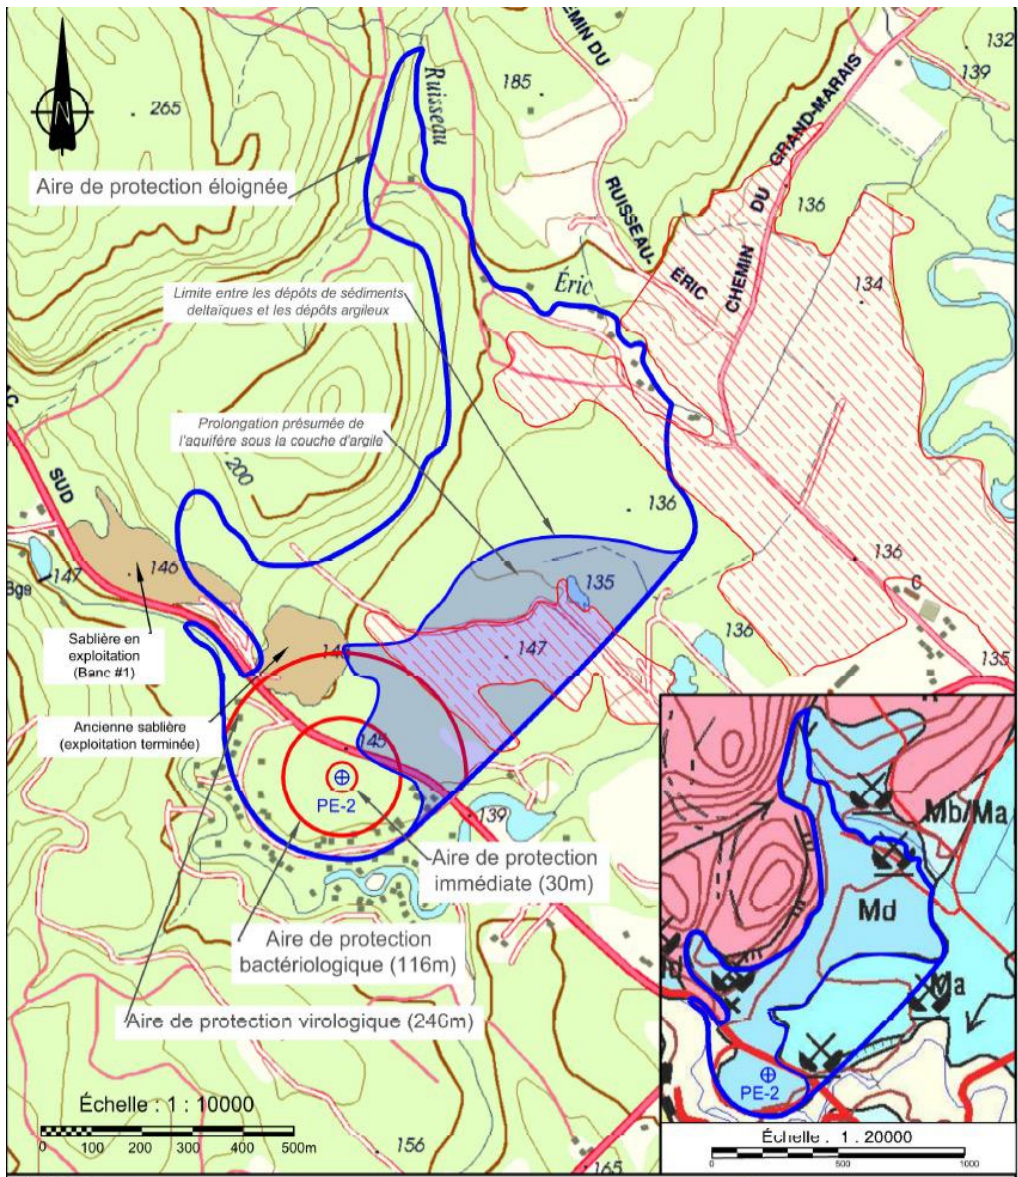 N
265
Ruisseau
185
CHEMIN DU
RUISSEAU-
ÉRIC
CHEMIN DU GRAND-MARAIS
132
139
136
134
Aire de protection éloignée
Éric
Limite entre les dépôts de sédiments
deltaïques et les dépôts argileux
Prolongation présumée de
l'aquifère sous la couche d'argile
200
SUD
136
146
147
135
136
C
136
135
147
Sablière en
exploitation
(Banc #1)
Ancienne sablière
(exploitation terminée)
145
139
PE-2
Aire de protection
immédiate (30m)
Aire de protection
bactériologique (116m)
Aire de protection virologique (246m)
156
165
Échelle : 1 : 10000
0 100 200 300 400 500m
Mb/Ma
Md
Ma
PE-2
Échelle : 1 : 20000
0 500 1000